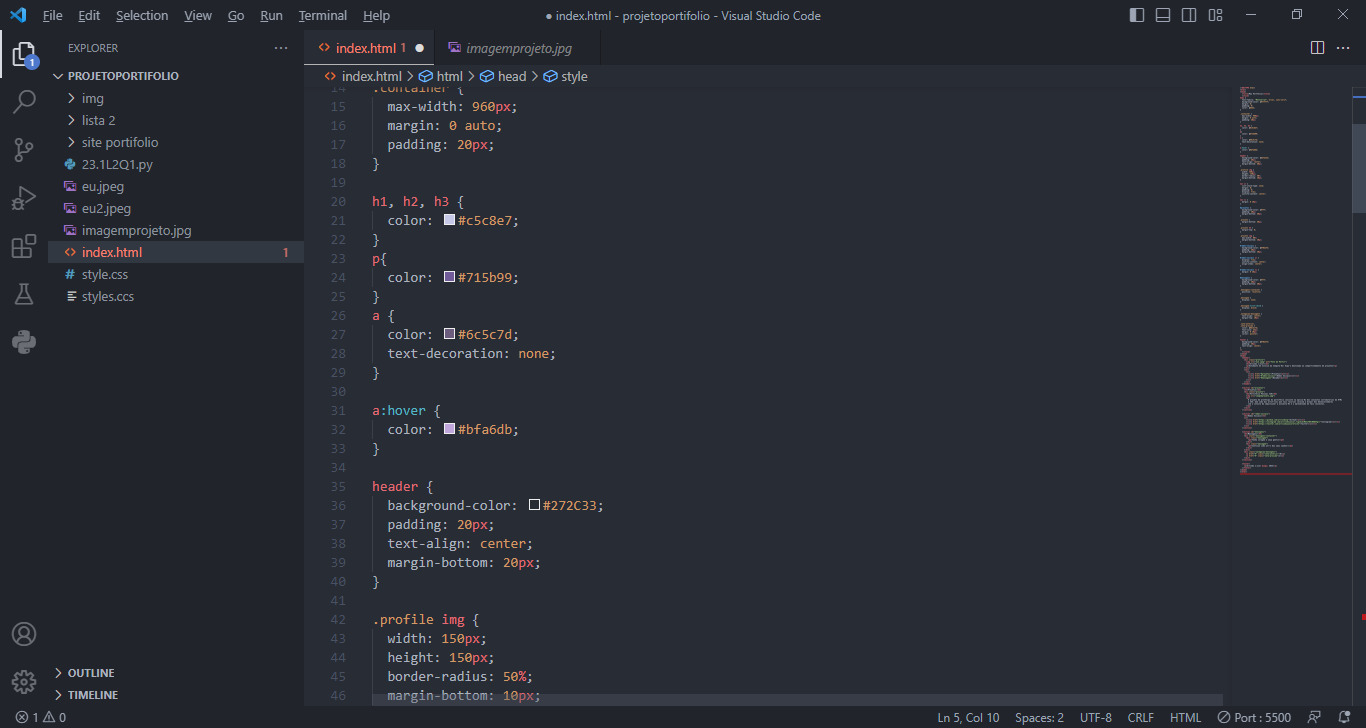 File Edit Selection View Go Run Terminal Help
● index.html - projetoportifolio - Visual Studio Code
EXPLORER
index.html 1
imagemprojeto.jpg
PROJETOPORTIFOLIO
index.html > html > head > style
img
lista 2
site portifolio
23.1L2Q1.py
eu.jpeg
eu2.jpeg
imagemprojeto.jpg
index.html 1
style.css
styles.ccs
OUTLINE
TIMELINE
1
14 .container {
15 max-width: 960px;
16 margin: 0 auto;
17 padding: 20px;
18 }
19
20 h1, h2, h3 {
21 color: #c5c8e7;
22 }
23 p{
24 color: #715b99;
25 }
26 a {
27 color: #6c5c7d;
28 text-decoration: none;
29 }
30
31 a:hover {
32 color: #bfa6db;
33 }
34
35 header {
36 background-color: #272C33;
37 padding: 20px;
38 text-align: center;
39 margin-bottom: 20px;
40 }
41
42 .profile img {
43 width: 150px;
44 height: 150px;
45 border-radius: 50%;
46 margin-bottom: 10px;
1 0
Ln 5, Col 10 Spaces: 2 UTF-8 CRLF HTML Port : 5500